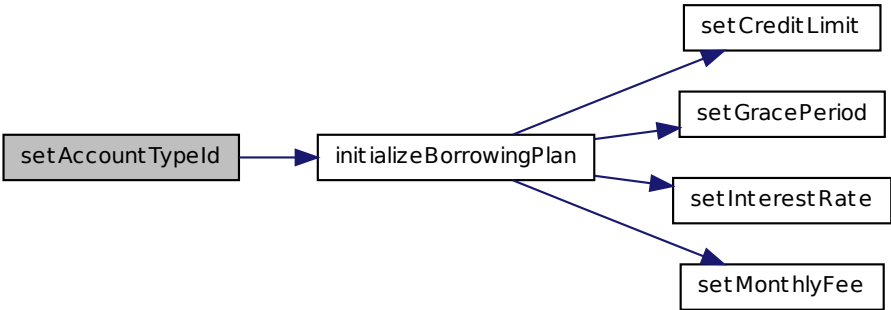 setAccountTypeId
initializeBorrowingPlan
setCreditLimit
setGracePeriod
setInterestRate
setMonthlyFee